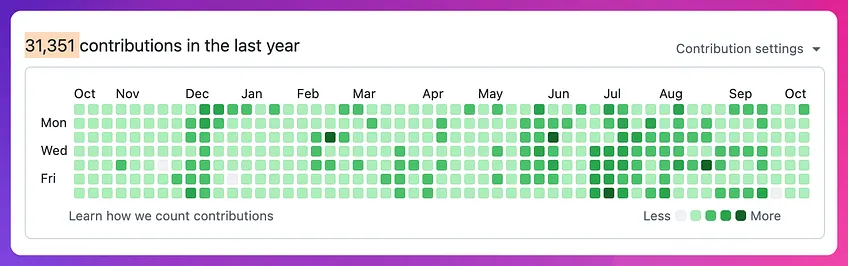 31,351 contributions in the last year
Contribution settings
Oct Nov Dec Jan Feb Mar Apr May Jun Jul Aug Sep Oct
Mon
Wed
Fri
Learn how we count contributions
Less More